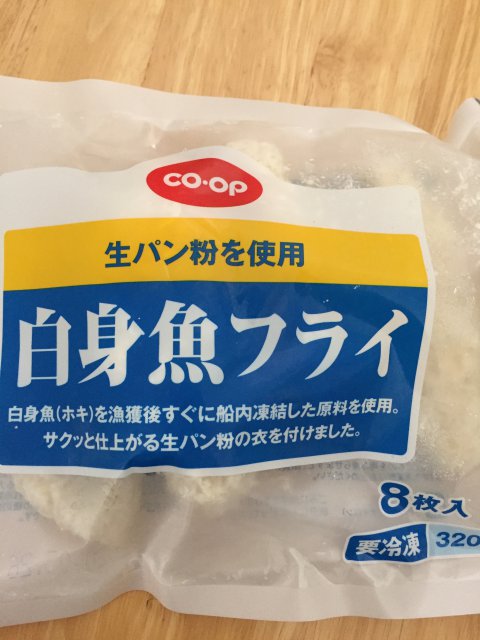 CO·OP
生パン粉を使用
白身魚フライ
白身魚(ホキ)を漁獲後すぐに船内凍結した原料を使用。
サクッと仕上がる生パン粉の衣を付けました。
8枚入
要冷凍 320